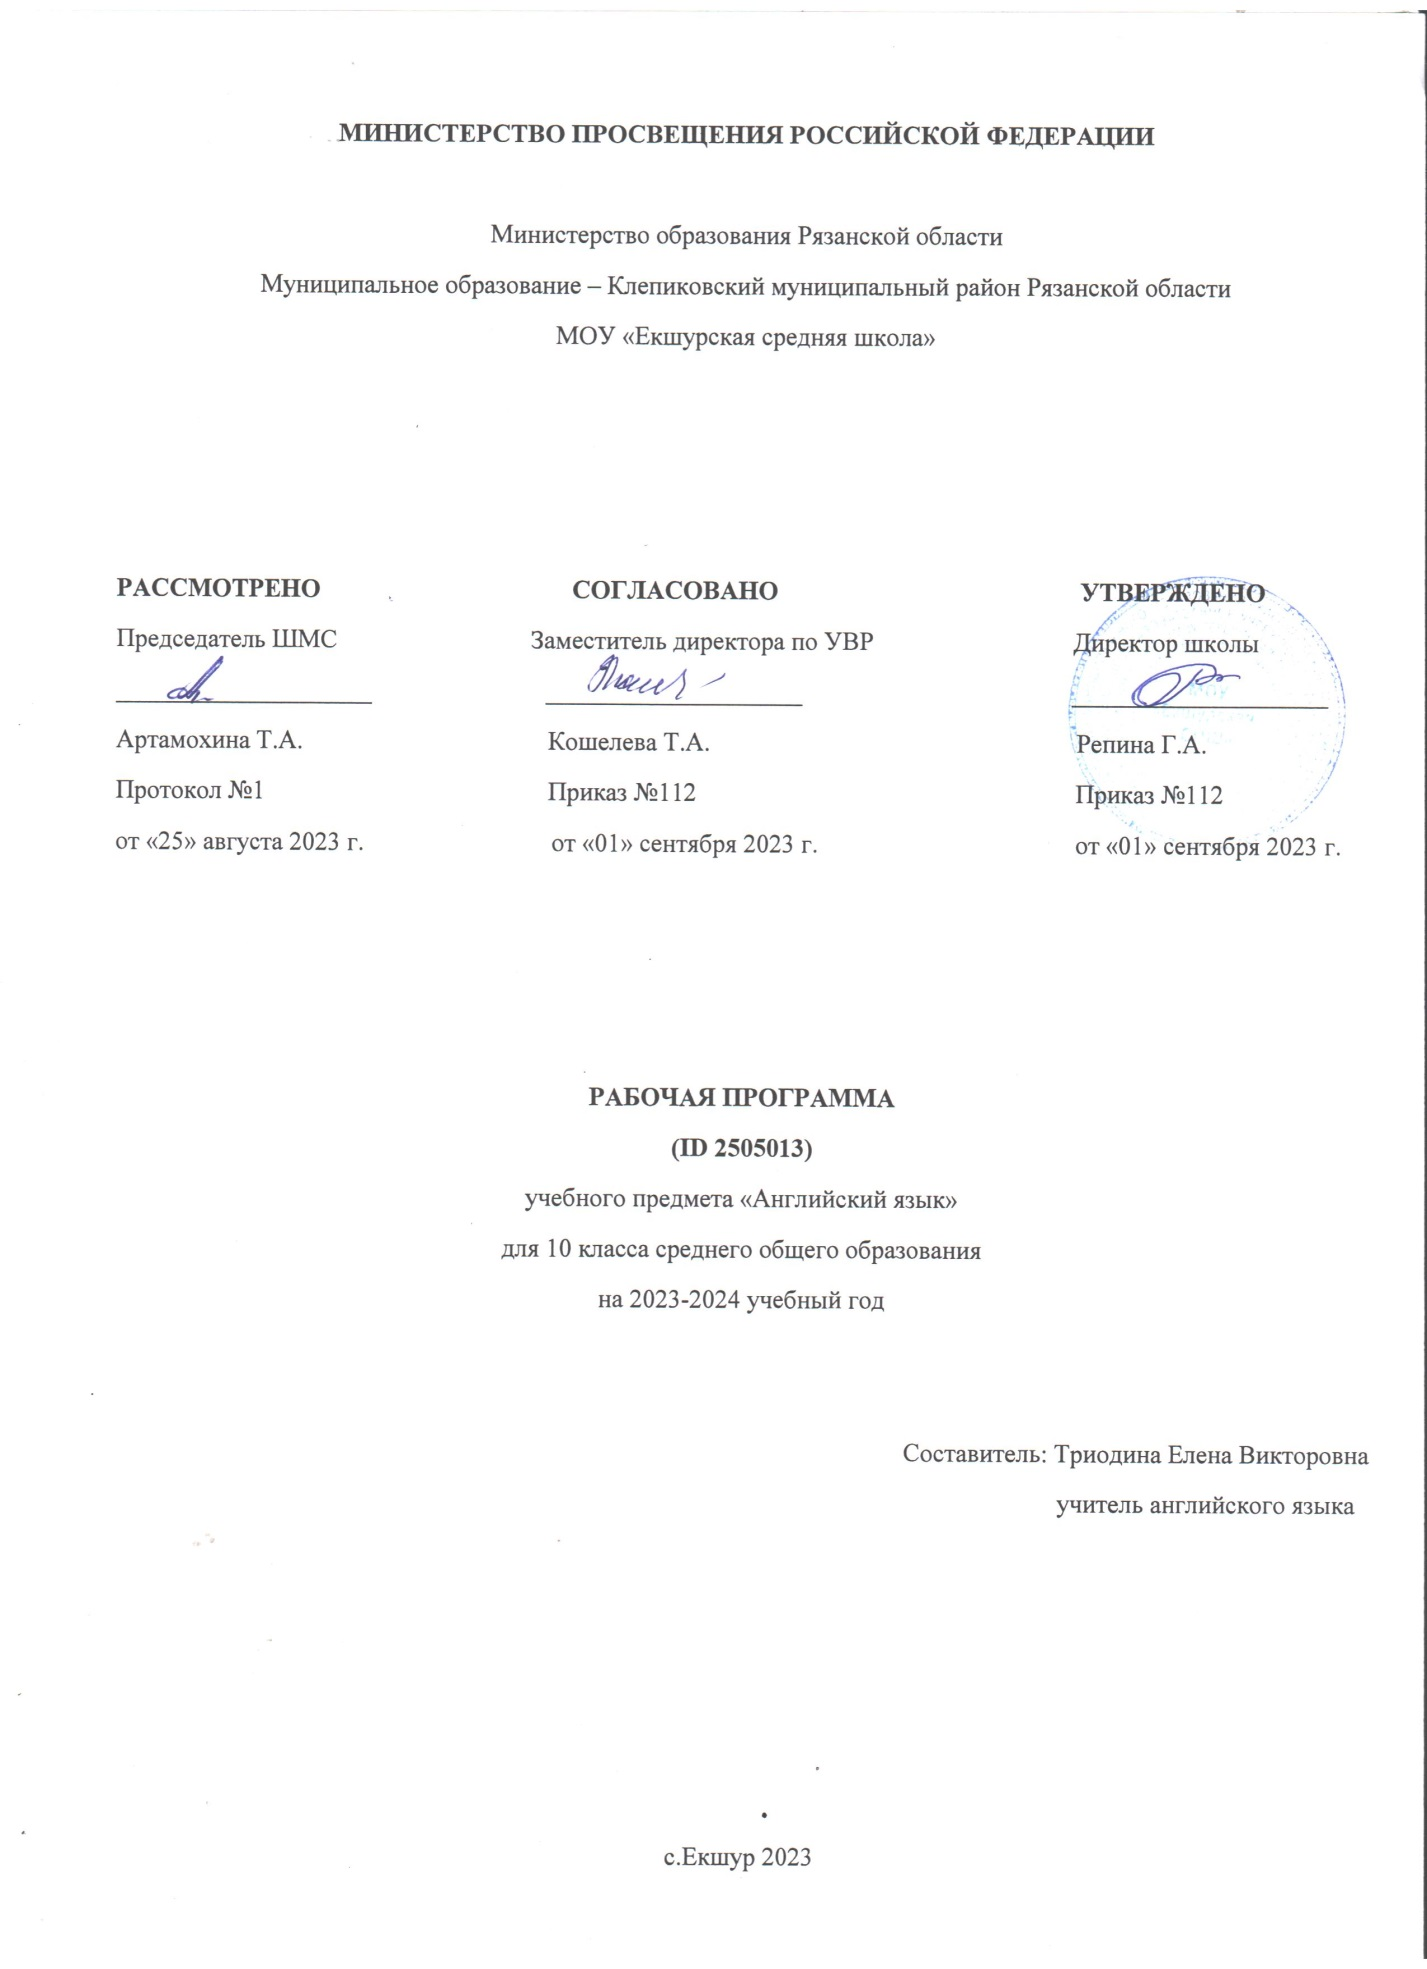 МИНИСТЕРСТВО ПРОСВЕЩЕНИЯ РОССИЙСКОЙ ФЕДЕРАЦИИ
Министерство образования Рязанской области
Муниципальное образование – Клепиковский муниципальный район Рязанской области
МОУ «Екшурская средняя школа»
РАССМОТРЕНО СОГЛАСОВАНО УТВЕРЖДЕНО
Председатель ШМС Заместитель директора по УВР Директор школы
МОУ
Артамохина Т.А. Кошелева Т.А. Репина Г.А.
Протокол №1 Приказ №112 Приказ №112
от «25» августа 2023 г. от «01» сентября 2023 г. от «01» сентября 2023 г.
РАБОЧАЯ ПРОГРАММА
(ID 2505013)
учебного предмета «Английский язык»
для 10 класса среднего общего образования
на 2023-2024 учебный год
Составитель: Триодина Елена Викторовна
учитель английского языка
с.Екшур 2023